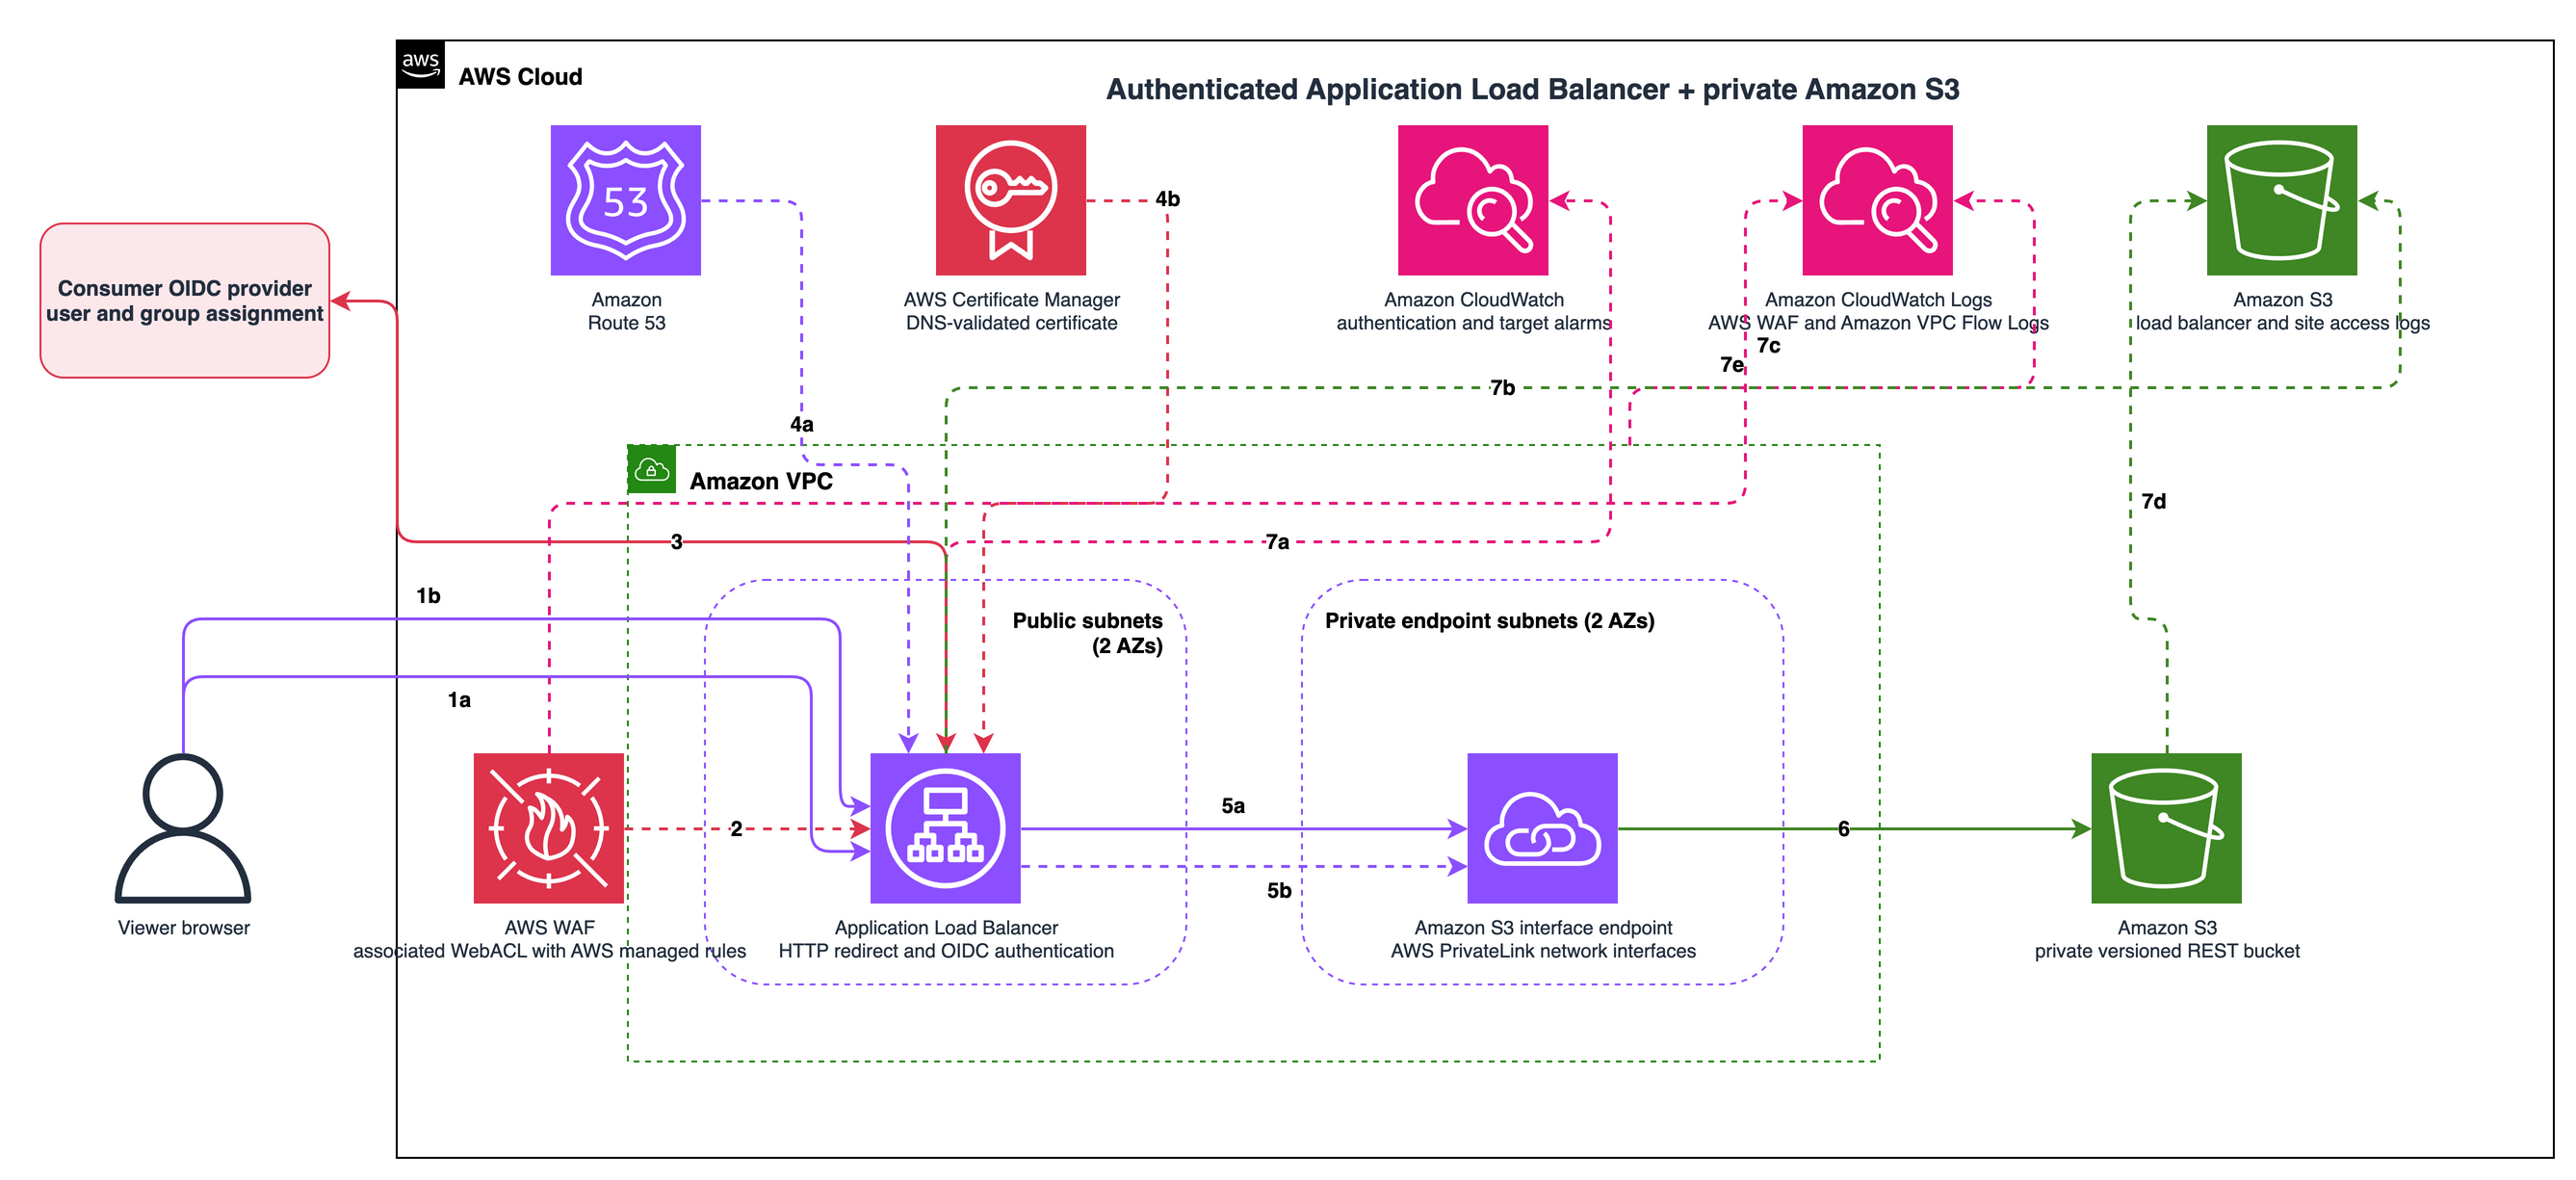 aws
AWS Cloud
Authenticated Application Load Balancer + private Amazon S3
53
Amazon
Route 53
AWS Certificate Manager
DNS-validated certificate
4b
Amazon CloudWatch
authentication and target alarms
Amazon CloudWatch Logs
AWS WAF and Amazon VPC Flow Logs
Amazon S3
load balancer and site access logs
Consumer OIDC provider
user and group assignment
7c
7e
7b
4a
Amazon VPC
7d
3
7a
1b
Public subnets
(2 AZs)
Private endpoint subnets (2 AZs)
1a
2
5a
6
5b
Viewer browser
AWS WAF
associated WebACL with AWS managed rules
Application Load Balancer
HTTP redirect and OIDC authentication
Amazon S3 interface endpoint
AWS PrivateLink network interfaces
Amazon S3
private versioned REST bucket